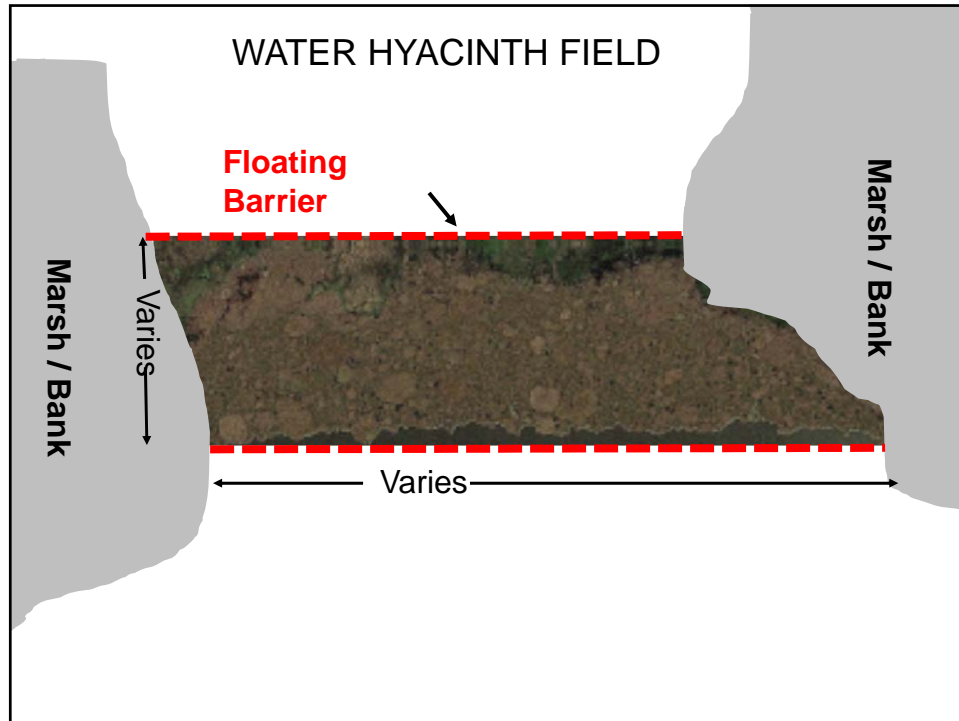 WATER HYACINTH FIELD
Floating
Barrier
Marsh / Bank
Varies
Marsh / Bank
Varies